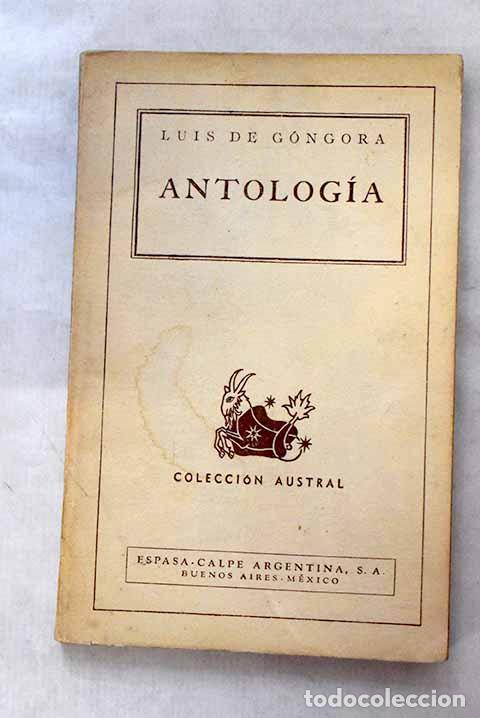 LUIS DE GÓNGORA
ANTOLOGÍA
COLECCIÓN AUSTRAL
ESPASA-CALPE ARGENTINA, S. A.
BUENOS AIRES-MÉXICO
todocoleccion